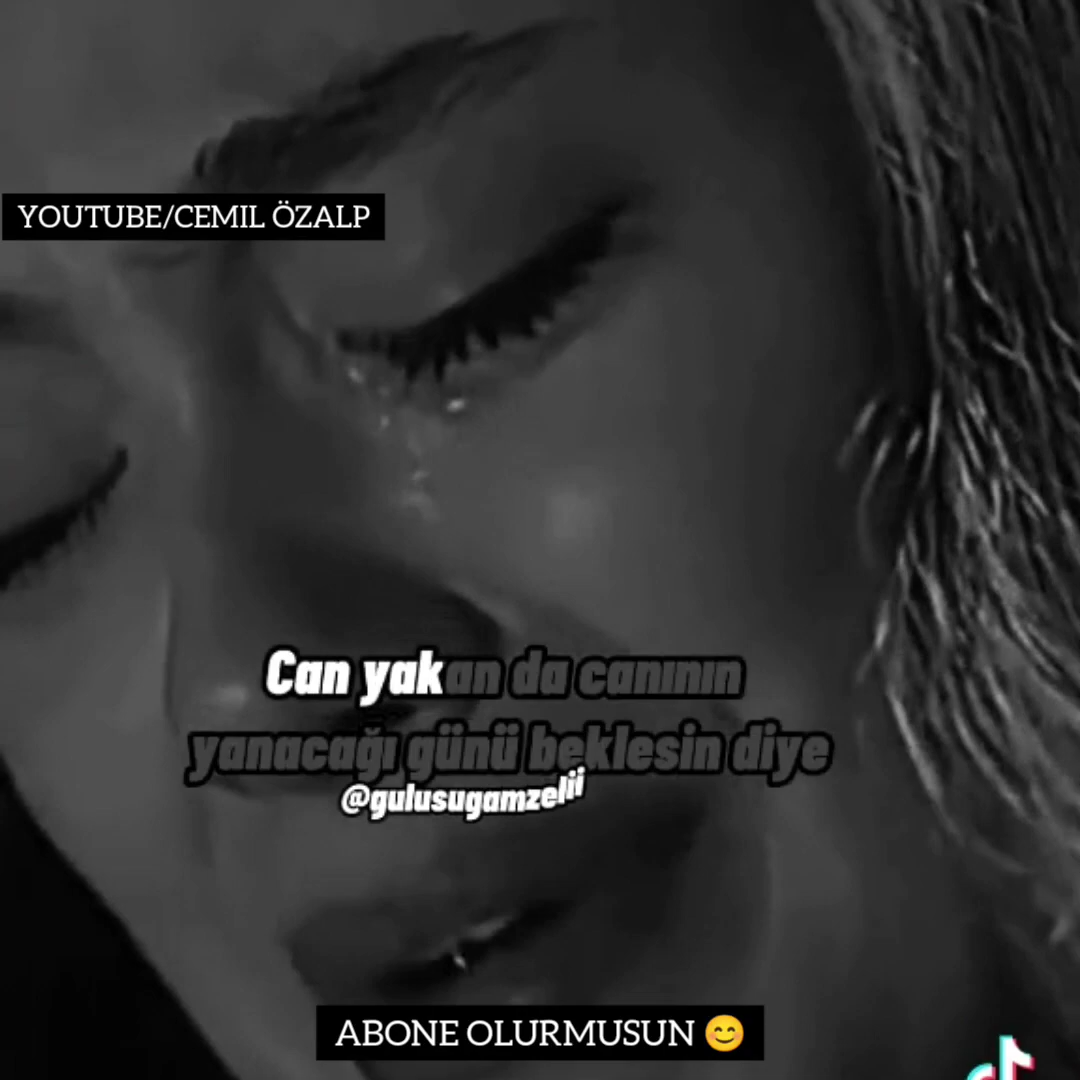 YOUTUBE/CEMIL ÖZALP
Can yakan da canının
yanacağı günü beklesin diye
@gulusugamzelii
ABONE OLURMUSUN 😊